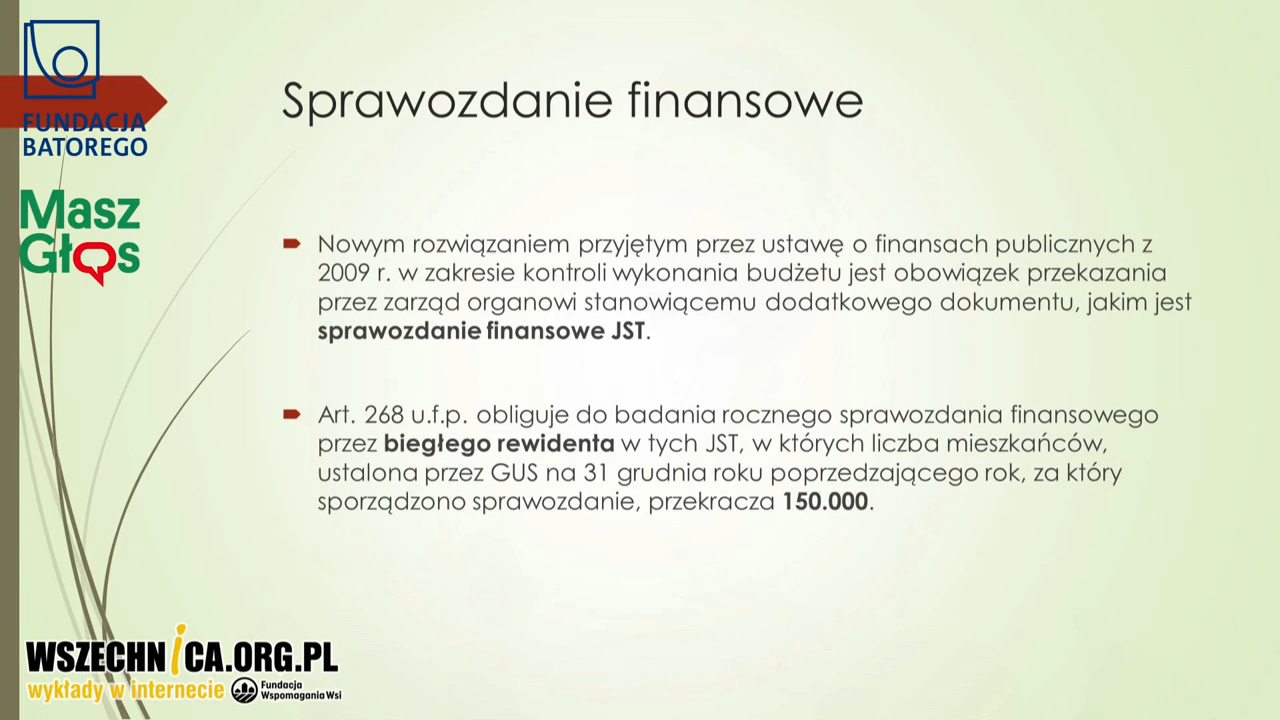 FUNDACJA
BATOREGO
Masz
Głos
Sprawozdanie finansowe
Nowym rozwiązaniem przyjętym przez ustawę o finansach publicznych z
2009 r. w zakresie kontroli wykonania budżetu jest obowiązek przekazania
przez zarząd organowi stanowiącemu dodatkowego dokumentu, jakim jest
sprawozdanie finansowe JST.
Art. 268 u.f.p. obliguje do badania rocznego sprawozdania finansowego
przez biegłego rewidenta w tych JST, w których liczba mieszkańców,
ustalona przez GUS na 31 grudnia roku poprzedzającego rok, za który
sporządzono sprawozdanie, przekracza 150.000.
WSZECHNiCA.ORG.PL
wykłady w internecie
Fundacja
Wspomagania Wsi